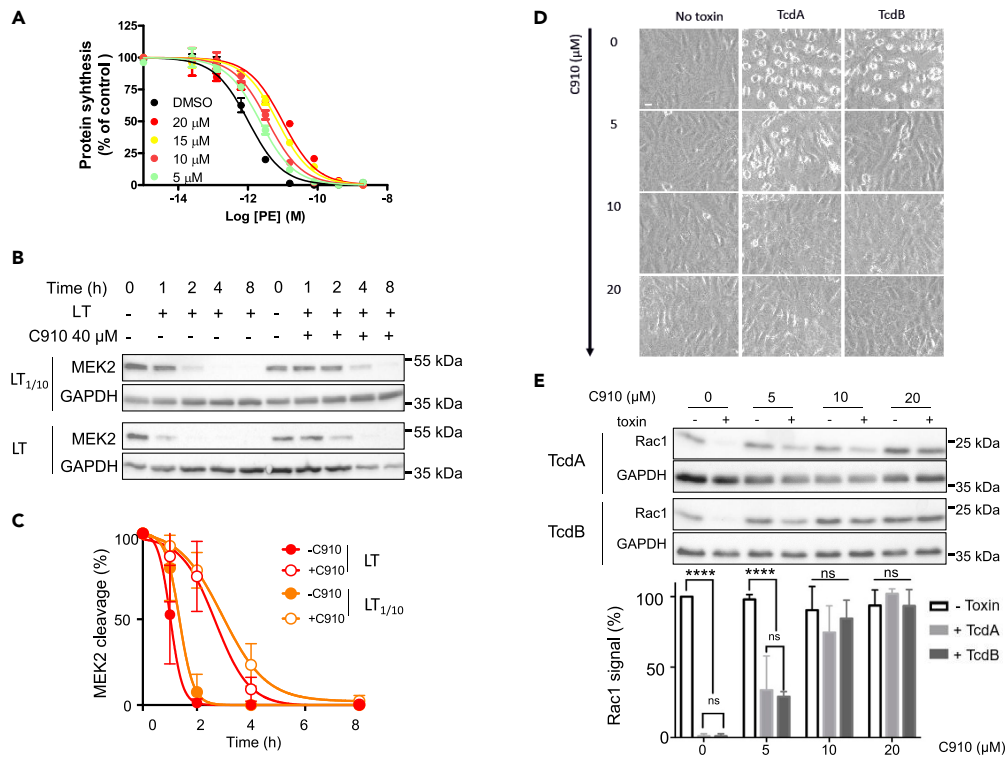 A
Protein syhthesis
(% of control)
125
100
75
50
25
0
DMSO
20 μM
15 μM
10 μM
5 μM
-14 -12 -10 -8
Log [PE] (M)
B
Time (h) 0 1 2 4 8 0 1 2 4 8
LT - + + + + - + + + +
C910 40 μM + + + +
LT1/10
MEK2 55 kDa
GAPDH 35 kDa
LT
MEK2 55 kDa
GAPDH 35 kDa
C
MEK2 cleavage (%)
100
50
0
-C910
+C910
LT
-C910
+C910
LT1/10
0 2 4 6 8
Time (h)
D
No toxin TcdA TcdB
C910 (μM)
0
5
10
20
E
C910 (μM) 0 5 10 20
toxin - + - + - + - +
TcdA
Rac1 25 kDa
GAPDH 35 kDa
TcdB
Rac1 25 kDa
GAPDH 35 kDa
Rac1 signal (%)
100
50
0
**** **** ns ns
ns ns
- Toxin
+ TcdA
+ TcdB
0 5 10 20 C910 (μM)